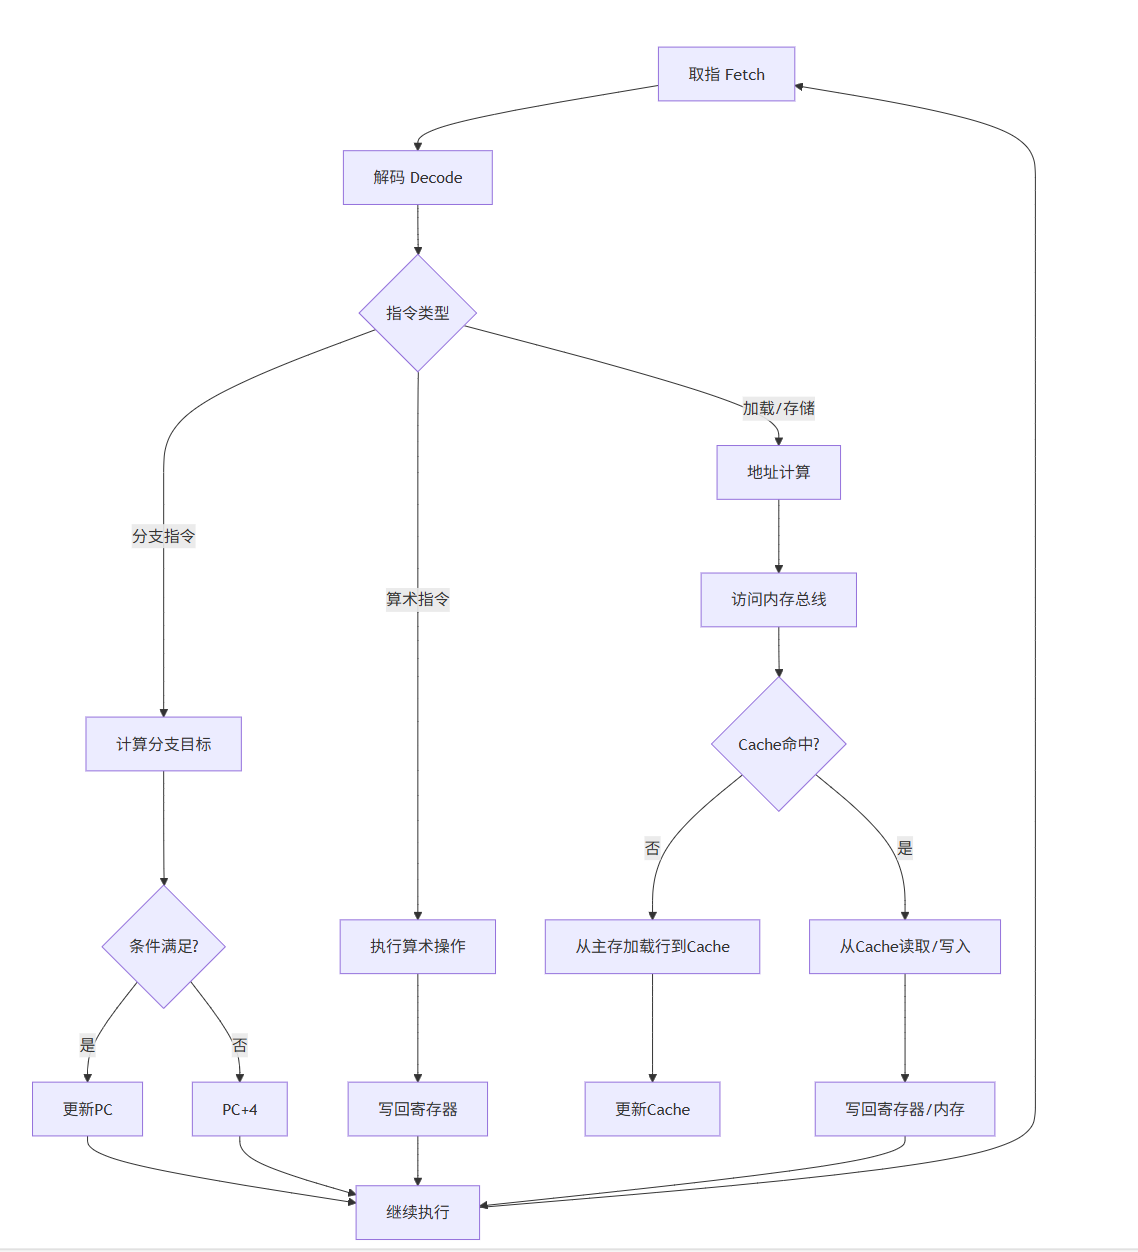 取指 Fetch
解码 Decode
指令类型
加载/存储
地址计算
分支指令
算术指令
访问内存总线
计算分支目标
Cache命中?
否
是
条件满足?
执行算术操作
从主存加载行到Cache
从Cache读取/写入
是
否
更新PC
PC+4
写回寄存器
更新Cache
写回寄存器/内存
继续执行